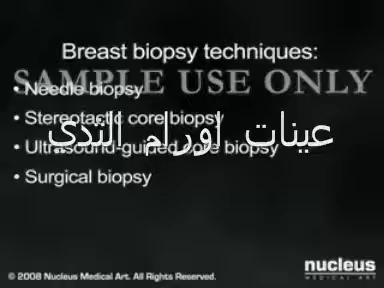 Breast biopsy techniques:
SAMPLE USE ONLY
• Needle biopsy
• Stereotactic core biopsy
عينات اورام الثدي
• Ultrasound-guided core biopsy
• Surgical biopsy
nucleus
MEDICAL ART
© 2008 Nucleus Medical Art. All Rights Reserved.